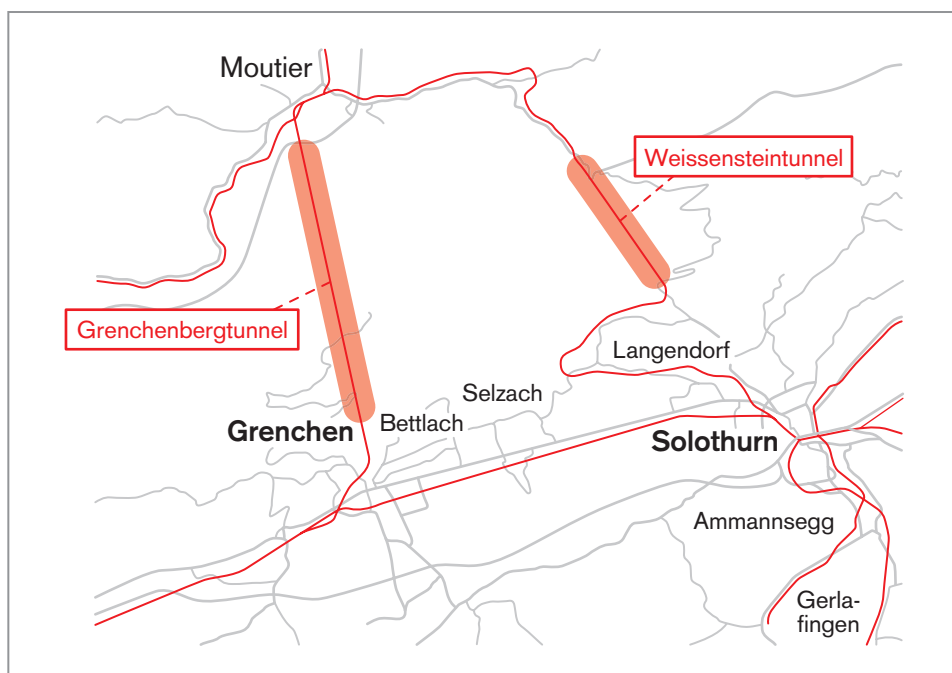 Moutier
Weissensteintunnel
Grenchenbergtunnel
Langendorf
Selzach
Bettlach
Grenchen
Solothurn
Ammannsegg
Gerla-
fingen